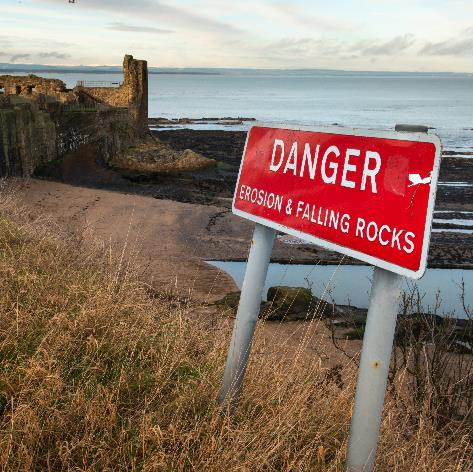 DANGER
EROSION & FALLING ROCKS